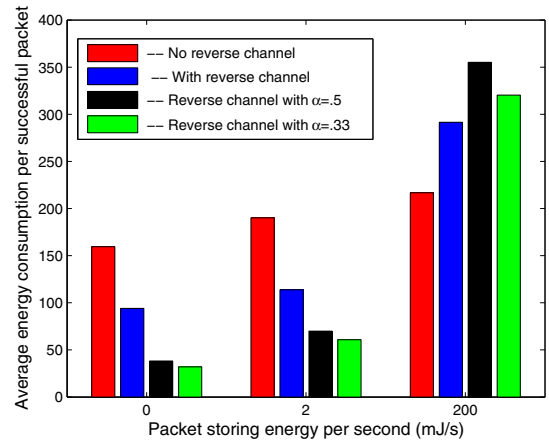 Average energy consumption per successful packet
400
350
300
250
200
150
100
50
0
-- No reverse channel
-- With reverse channel
-- Reverse channel with α=.5
-- Reverse channel with α=.33
0 2 200
Packet storing energy per second (mJ/s)